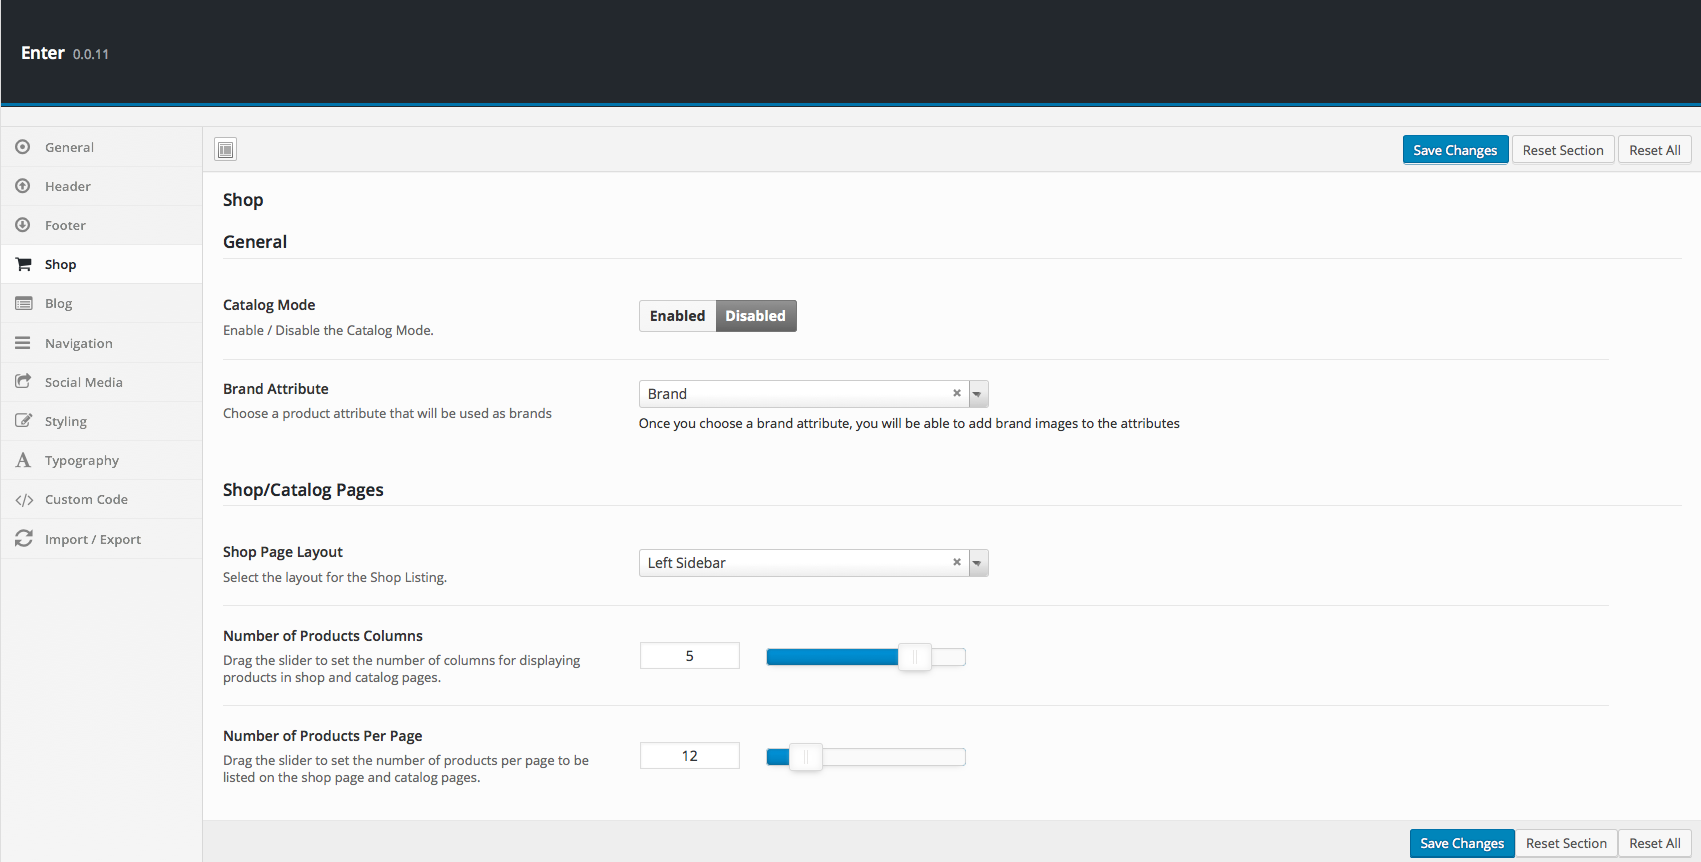 Enter 0.0.11
General
Header
Footer
Shop
Blog
Navigation
Social Media
Styling
Typography
Custom Code
Import / Export
Save Changes Reset Section Reset All
Shop
General
Catalog Mode
Enable / Disable the Catalog Mode.
Enabled Disabled
Brand Attribute
Choose a product attribute that will be used as brands
Brand
Once you choose a brand attribute, you will be able to add brand images to the attributes
Shop/Catalog Pages
Shop Page Layout
Select the layout for the Shop Listing.
Left Sidebar
Number of Products Columns
Drag the slider to set the number of columns for displaying
products in shop and catalog pages.
5
Number of Products Per Page
Drag the slider to set the number of products per page to be
listed on the shop page and catalog pages.
12
Save Changes Reset Section Reset All